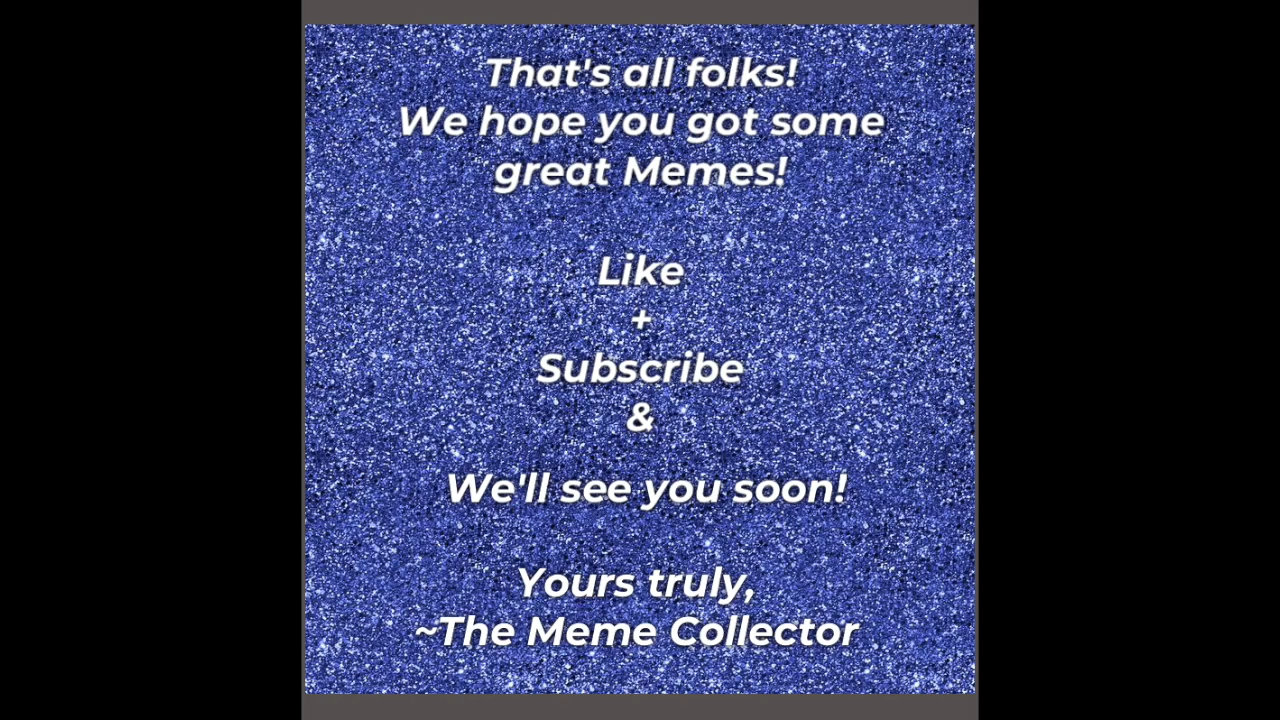 That's all folks!
We hope you got some
great Memes!
Like
+
Subscribe
&
We'll see you soon!
Yours truly,
~The Meme Collector